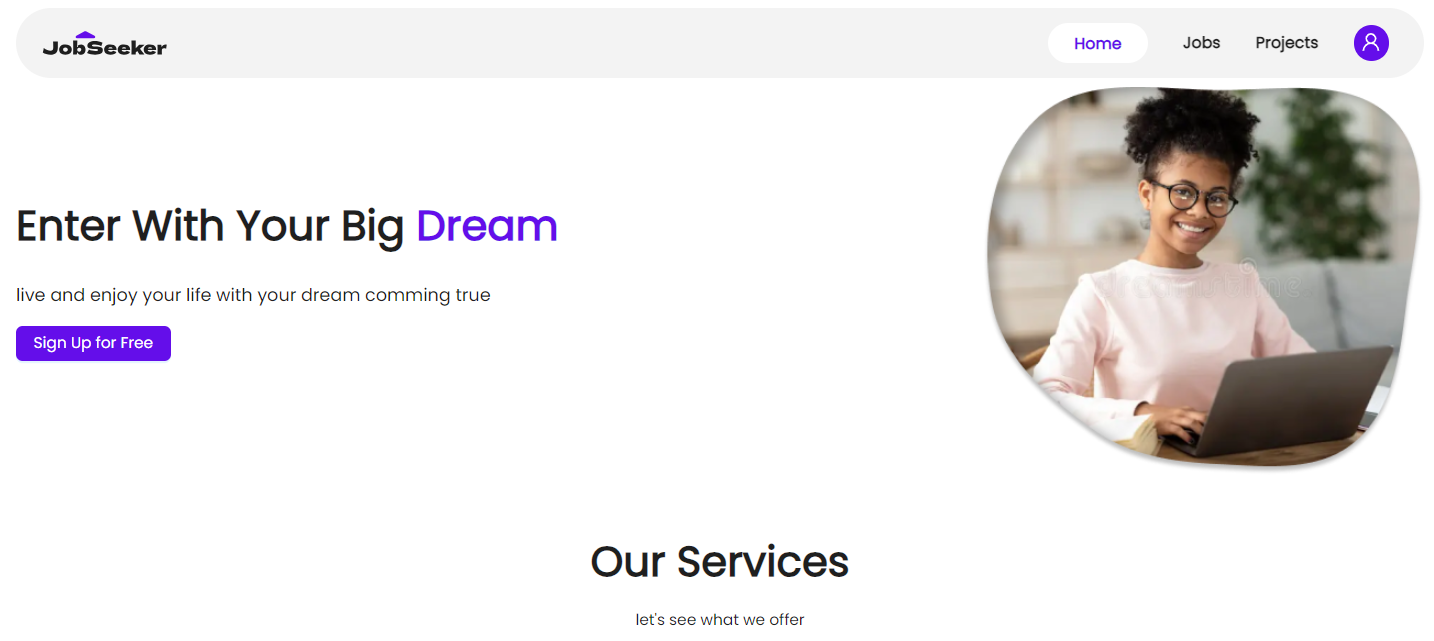 JobSeeker
Home
Jobs
Projects
Enter With Your Big Dream
live and enjoy your life with your dream comming true
Sign Up for Free
Our Services
let's see what we offer